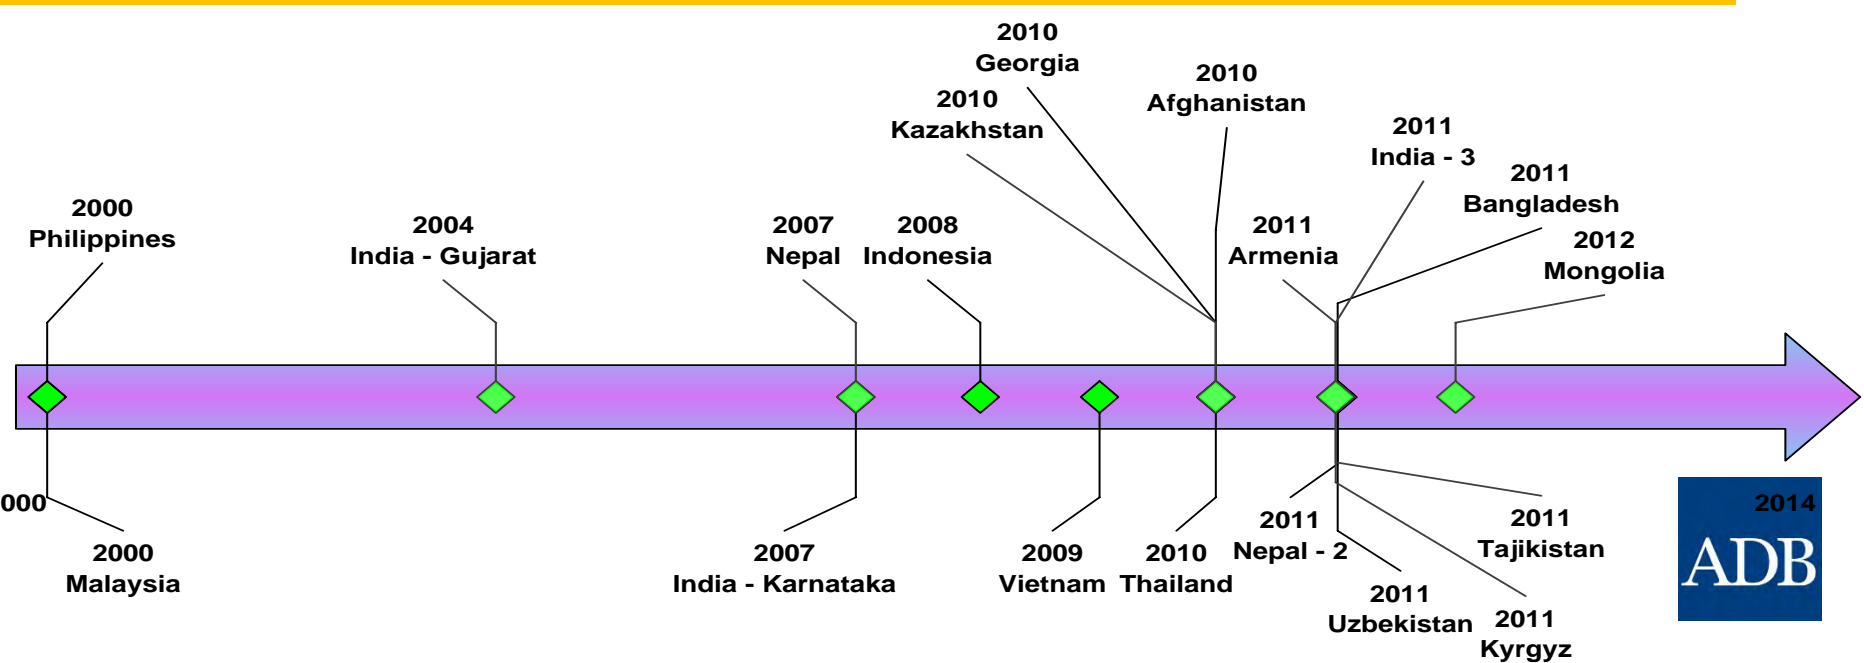 2010
Georgia
2010
Afghanistan
2010
Kazakhstan
2011
India - 3
2011
Bangladesh
2000
Philippines
2004
India - Gujarat
2007
Nepal
2008
Indonesia
2011
Armenia
2012
Mongolia
000
2014
2000
Malaysia
2007
India - Karnataka
2009
Vietnam
2010
Thailand
2011
Nepal - 2
2011
Tajikistan
ADB
2011
Uzbekistan
2011
Kyrgyz